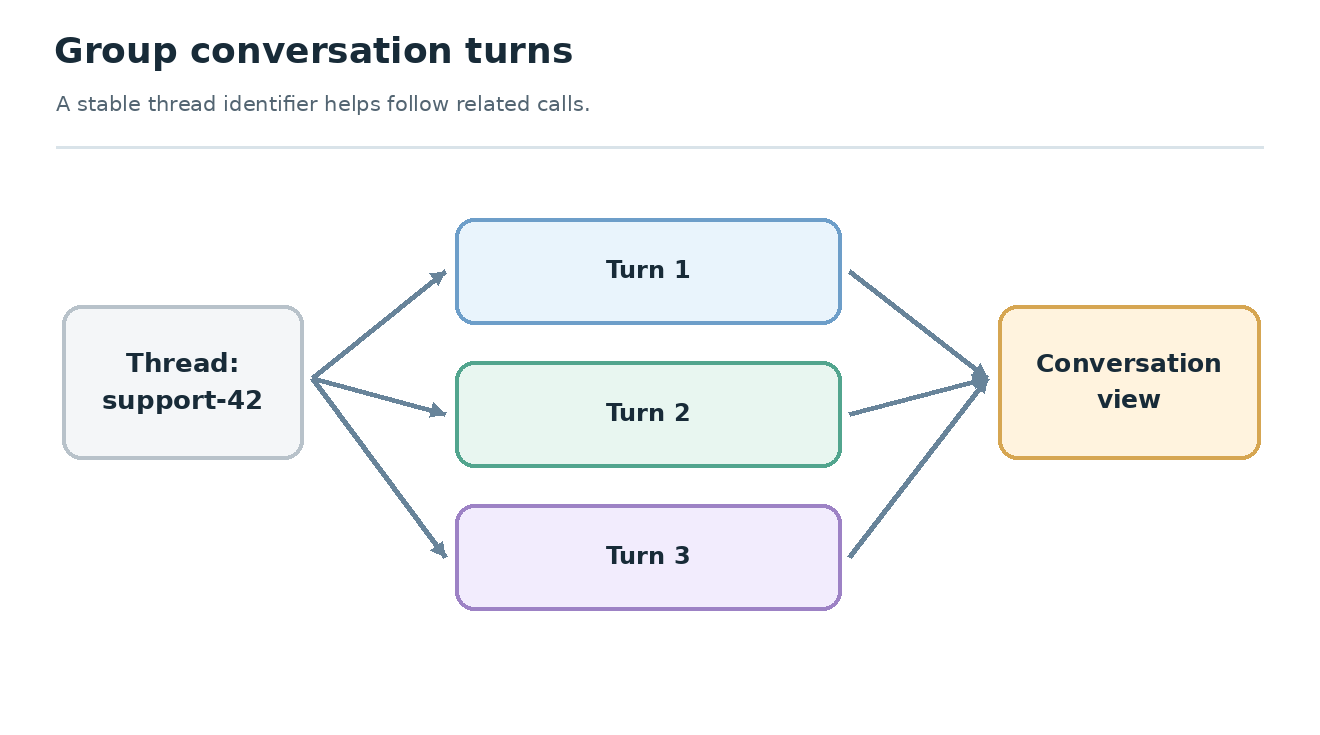 Group conversation turns
A stable thread identifier helps follow related calls.
Thread:
support-42
Turn 1
Turn 2
Turn 3
Conversation
view